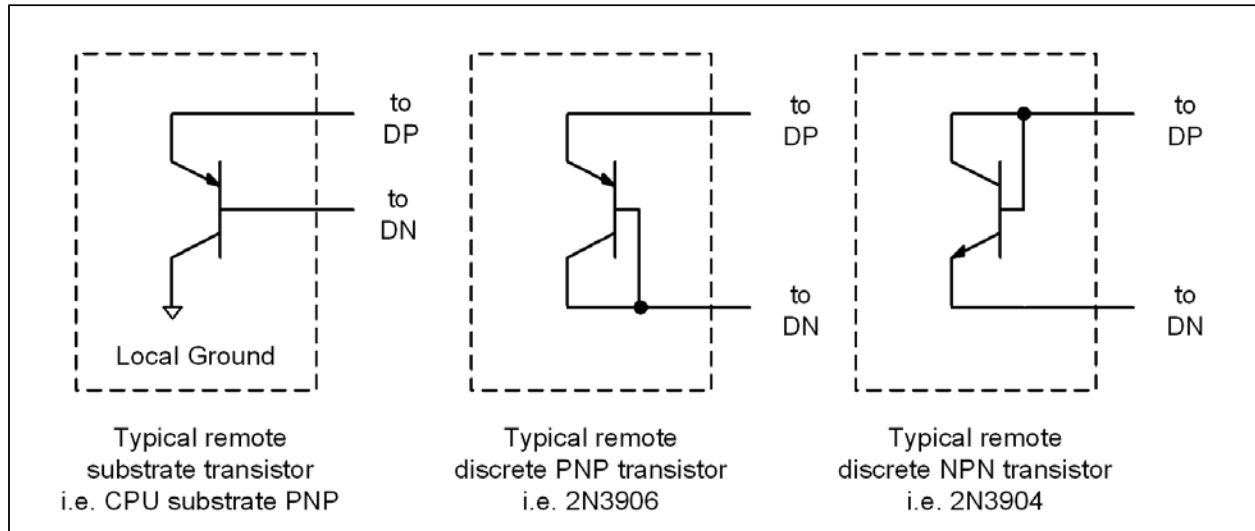 to
DP
to
DN
Local Ground
Typical remote
substrate transistor
i.e. CPU substrate PNP
to
DP
to
DN
Typical remote
discrete PNP transistor
i.e. 2N3906
to
DP
to
DN
Typical remote
discrete NPN transistor
i.e. 2N3904